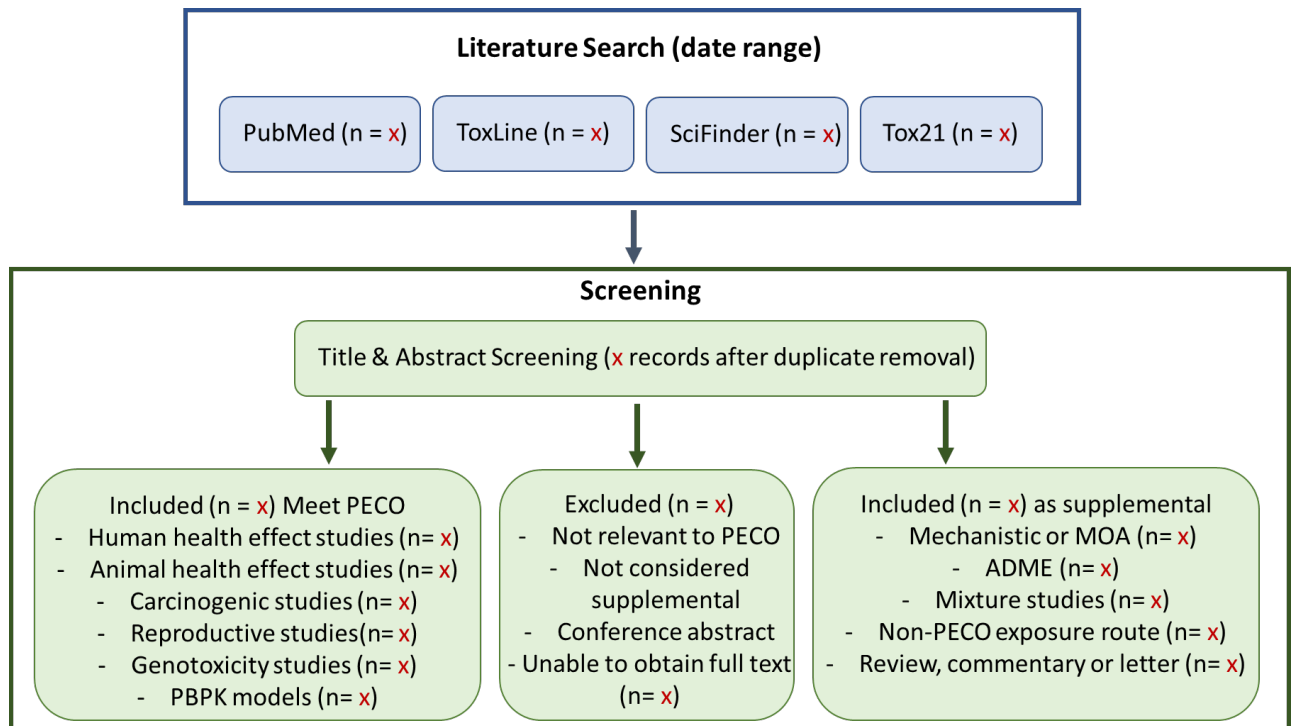 Literature Search (date range)
PubMed (n = x)
ToxLine (n = x)
SciFinder (n = x)
Tox21 (n = x)
Screening
Title & Abstract Screening (x records after duplicate removal)
Included (n = x) Meet PECO
- Human health effect studies (n= x)
- Animal health effect studies (n= x)
- Carcinogenic studies (n= x)
- Reproductive studies(n= x)
- Genotoxicity studies (n= x)
- PBPK models (n= x)
Excluded (n = x)
- Not relevant to PECO
- Not considered
supplemental
- Conference abstract
- Unable to obtain full text
(n= x)
Included (n = x) as supplemental
- Mechanistic or MOA (n= x)
- ADME (n= x)
- Mixture studies (n= x)
- Non-PECO exposure route (n= x)
- Review, commentary or letter (n= x)